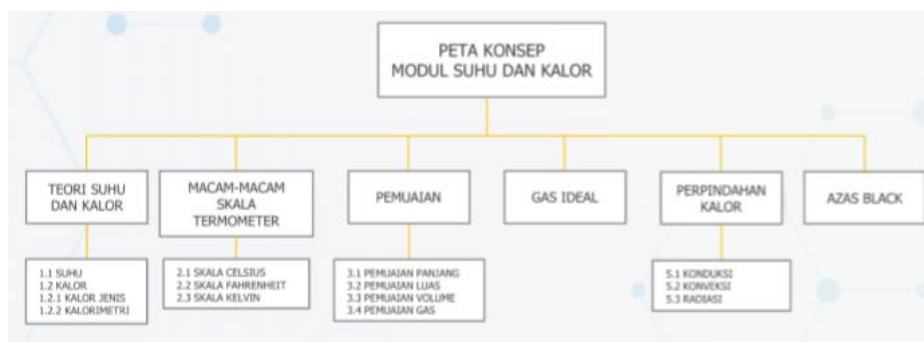 PETA KONSEP
MODUL SUHU DAN KALOR
TEORI SUHU
DAN KALOR
MACAM-MACAM
SKALA
TERMOMETER
PEMUAIAN
GAS IDEAL
PERPINDAHAN
KALOR
AZAS BLACK
1.1 SUHU
1.2 KALOR
1.2.1 KALOR JENIS
1.2.2 KALORIMETRI
2.1 SKALA CELSIUS
2.2 SKALA FAHRENHEIT
2.3 SKALA KELVIN
3.1 PEMUAIAN PANJANG
3.2 PEMUAIAN LUAS
3.3 PEMUAIAN VOLUME
3.4 PEMUAIAN GAS
5.1 KONDUKSI
5.2 KONVEKSI
5.3 RADIASI